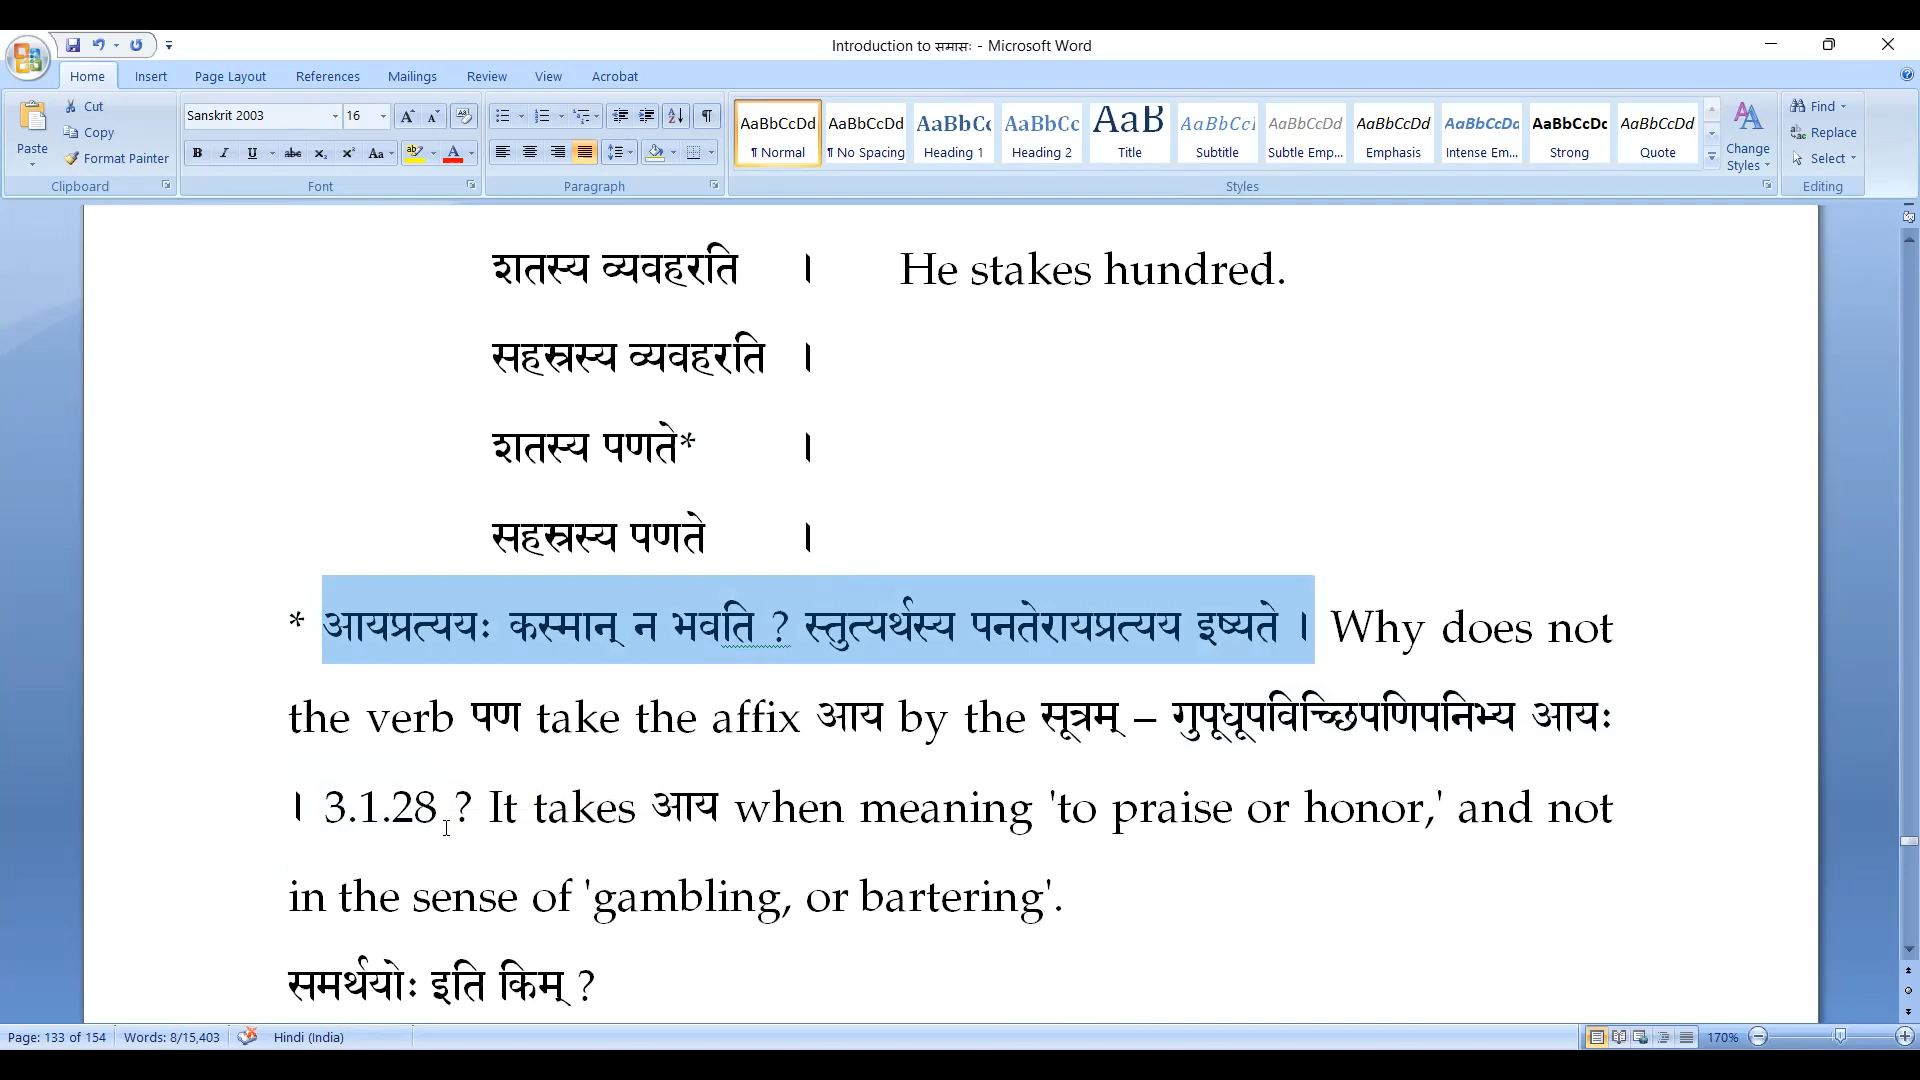 Introduction to समासः - Microsoft Word
Home Insert Page Layout References Mailings Review View Acrobat
Paste
Cut
Copy
Format Painter
Clipboard
Sanskrit 2003 16
Font
Paragraph
AaBbCcDd AaBbCcDd AaBbCc AaBbCc AaB AaBbCcI AaBbCcDd AaBbCcDd AaBbCcDd AaBbCcDc AaBbCcDd
¶ Normal ¶ No Spacing Heading 1 Heading 2 Title Subtitle Subtle Emp... Emphasis Intense Em... Strong Quote
Change Styles
Styles
Find
Replace
Select
Editing
शतस्य व्यवहरति । He stakes hundred.
सहस्रस्य व्यवहरति ।
शतस्य पणते* ।
सहस्रस्य पणते ।
* आयप्रत्ययः कस्मान् न भवति ? स्तुत्यर्थस्य पनतेरायप्रत्यय इष्यते । Why does not
the verb पण take the affix आय by the सूत्रम् – गुपूधूपविच्छिपणिपनिभ्य आयः
। 3.1.28 ? It takes आय when meaning 'to praise or honor,' and not
in the sense of 'gambling, or bartering'.
समर्थयोः इति किम् ?
Page: 133 of 154 Words: 8/15,403 Hindi (India) 170%